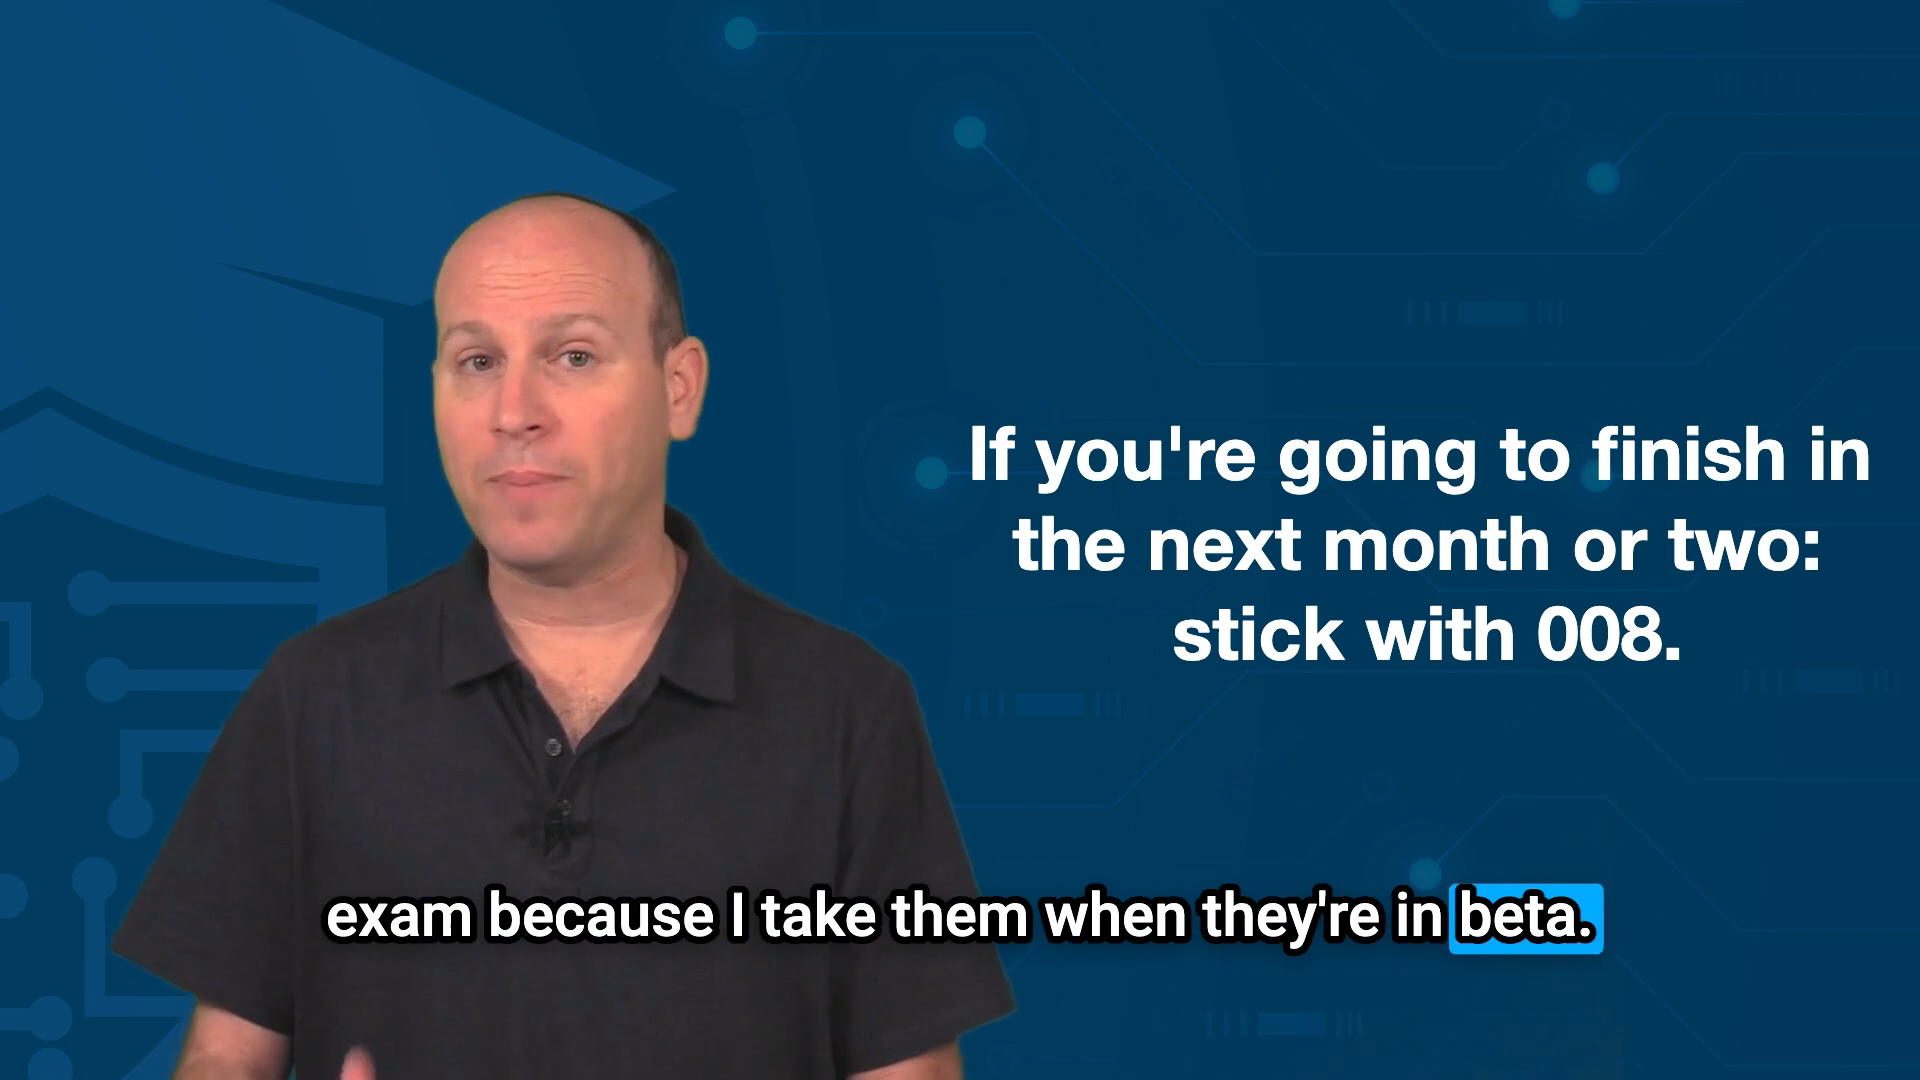 If you're going to finish in
the next month or two:
stick with 008.
exam because I take them when they're in beta.